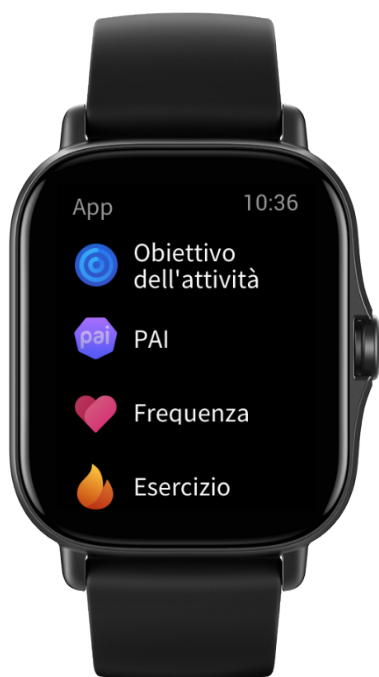 App
10:36
Obiettivo
dell'attività
pai
PAI
Frequenza
Esercizio